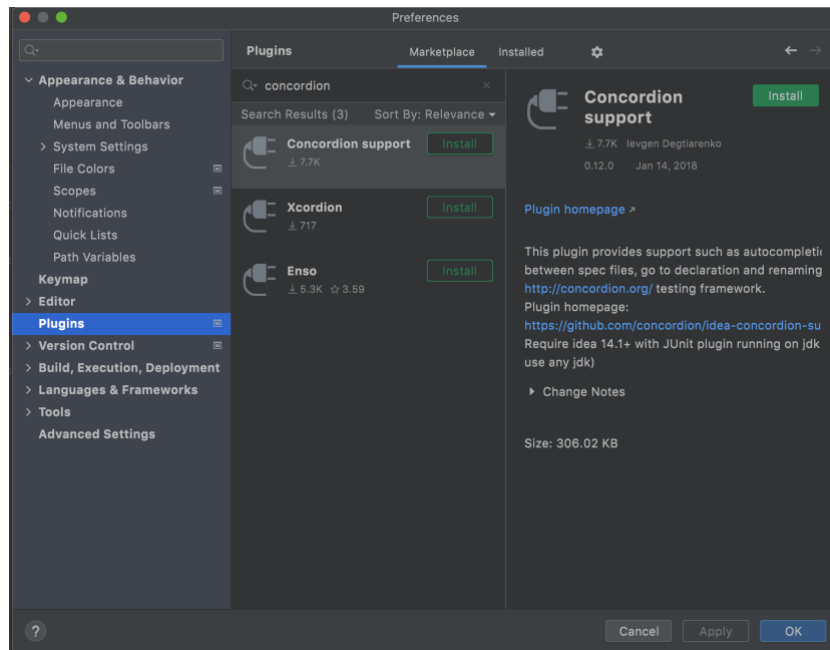 Preferences
Appearance & Behavior
Appearance
Menus and Toolbars
System Settings
File Colors
Scopes
Notifications
Quick Lists
Path Variables
Keymap
Editor
Plugins
Version Control
Build, Execution, Deployment
Languages & Frameworks
Tools
Advanced Settings
Plugins
Marketplace
Installed
concordion
Search Results (3)
Sort By: Relevance
Concordion support
Install
7.7K
Xcordion
Install
717
Enso
Install
5.3K 3.59
Concordion
support
Install
7.7K Ievgen Degtiarenko
0.12.0 Jan 14, 2018
Plugin homepage
This plugin provides support such as autocompletic
between spec files, go to declaration and renaming
http://concordion.org/ testing framework.
Plugin homepage:
https://github.com/concordion/idea-concordion-su
Require idea 14.1+ with JUnit plugin running on jdk
use any jdk)
Change Notes
Size: 306.02 KB
?
Cancel
Apply
OK